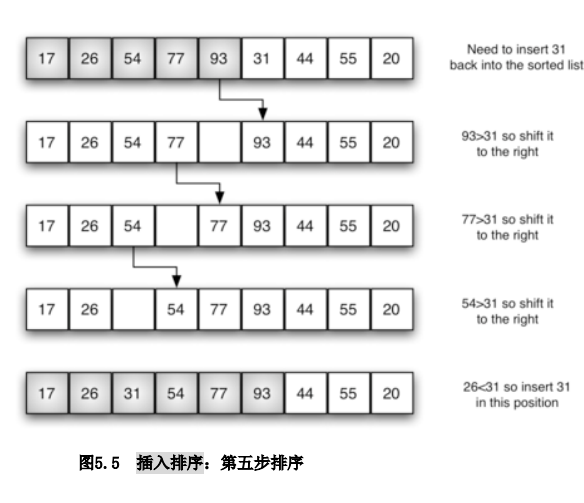 17 26 54 77 93 31 44 55 20
Need to insert 31
back into the sorted list
17 26 54 77 93 44 55 20
93>31 so shift it
to the right
17 26 54 77 93 44 55 20
77>31 so shift it
to the right
17 26 54 77 93 44 55 20
54>31 so shift it
to the right
17 26 31 54 77 93 44 55 20
26<31 so insert 31
in this position
图5.5 插入排序：第五步排序